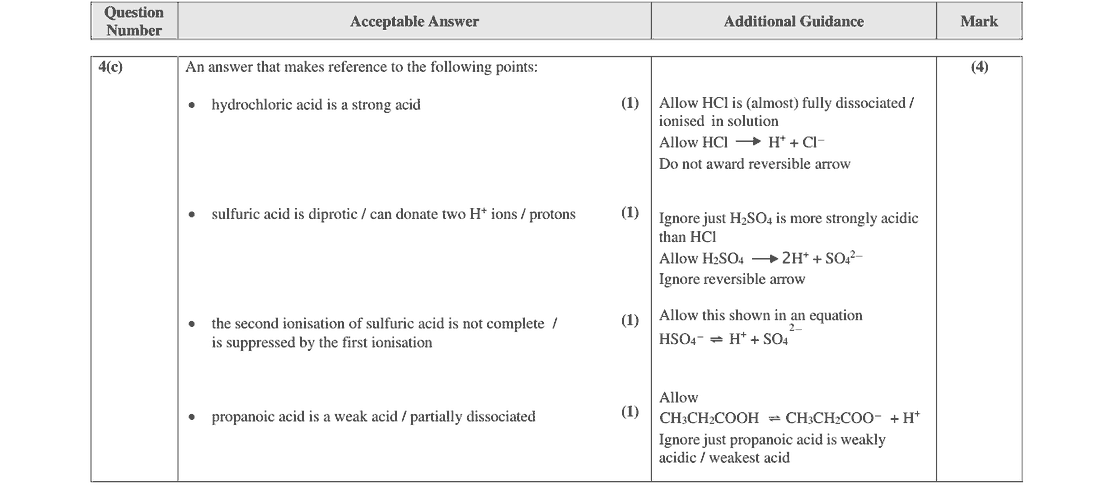 Question Number
Acceptable Answer
Additional Guidance
Mark
4(c)
An answer that makes reference to the following points:
(4)
• hydrochloric acid is a strong acid (1)
Allow HCl is (almost) fully dissociated /
ionised in solution
Allow HCl ⟶ H⁺ + Cl⁻
Do not award reversible arrow
• sulfuric acid is diprotic / can donate two H⁺ ions / protons (1)
Ignore just H₂SO₄ is more strongly acidic
than HCl
Allow H₂SO₄ ⟶ 2H⁺ + SO₄²⁻
Ignore reversible arrow
• the second ionisation of sulfuric acid is not complete /
is suppressed by the first ionisation
(1)
Allow this shown in an equation
HSO₄⁻ ⇌ H⁺ + SO₄²⁻
• propanoic acid is a weak acid / partially dissociated (1)
Allow
CH₃CH₂COOH ⇌ CH₃CH₂COO⁻ + H⁺
Ignore just propanoic acid is weakly
acidic / weakest acid